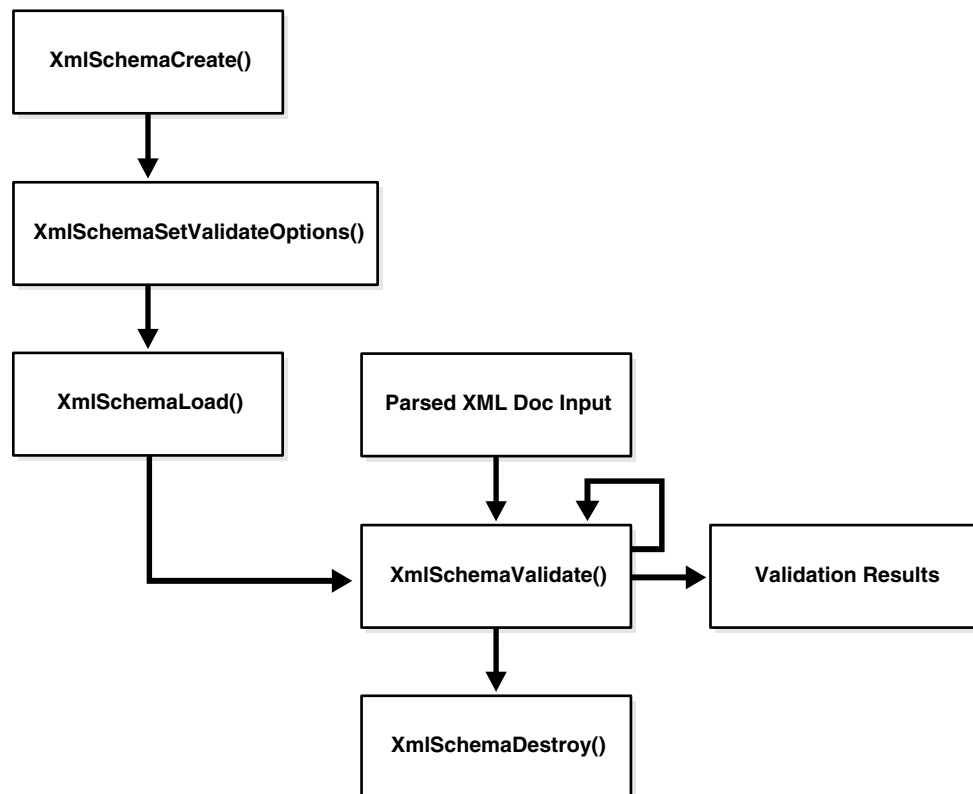 XmlSchemaCreate()
XmlSchemaSetValidateOptions()
XmlSchemaLoad()
Parsed XML Doc Input
XmlSchemaValidate()
Validation Results
XmlSchemaDestroy()